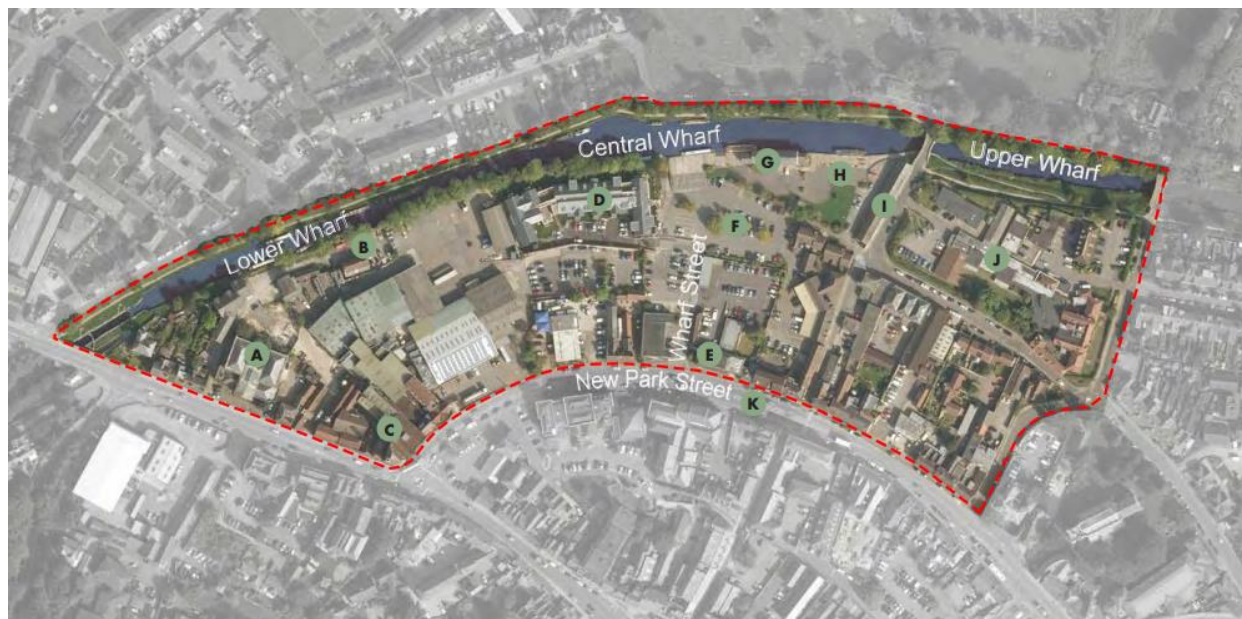 Central Wharf
Upper Wharf
Lower Wharf
Wharf Street
New Park Street
A
B
C
D
E
F
G
H
I
J
K